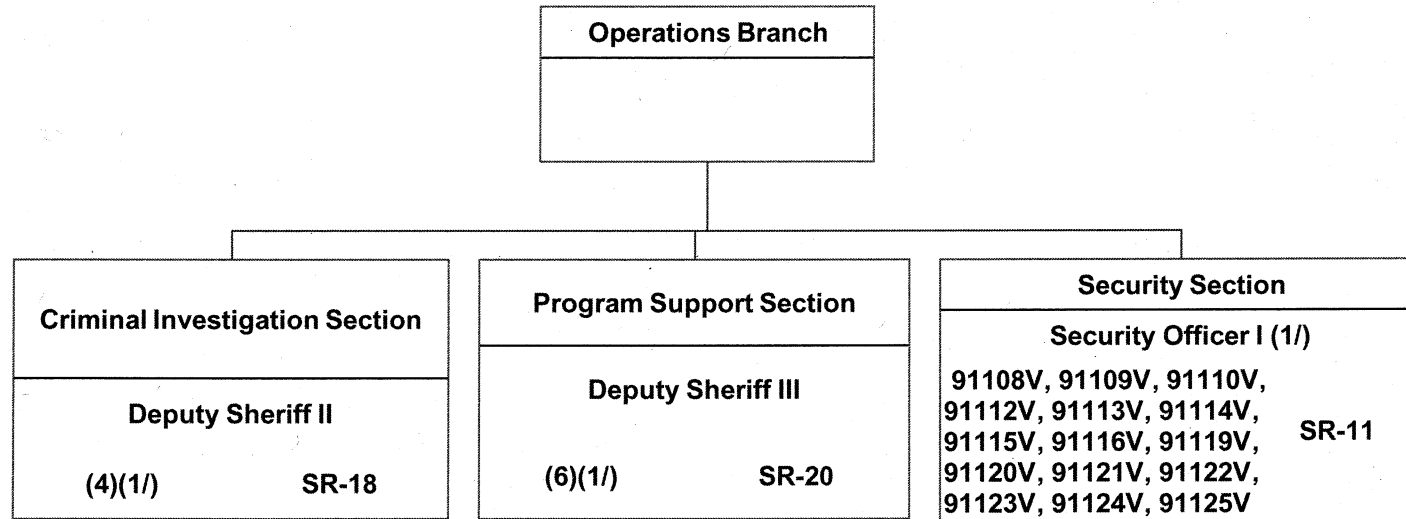 Operations Branch
Criminal Investigation Section
Deputy Sheriff II
(4)(1/) SR-18
Program Support Section
Deputy Sheriff III
(6)(1/) SR-20
Security Section
Security Officer I (1/)
91108V, 91109V, 91110V,
91112V, 91113V, 91114V,
91115V, 91116V, 91119V,
91120V, 91121V, 91122V,
91123V, 91124V, 91125V
SR-11